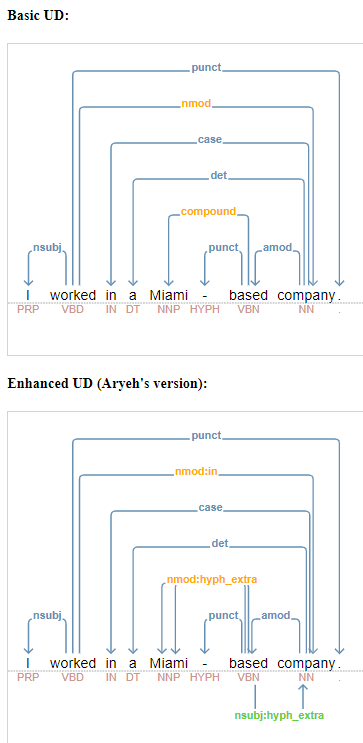 Basic UD:
punct
nmod
case
det
compound
nsubj punct amod
I worked in a Miami - based company .
PRP VBD IN DT NNP HYPH VBN NN .
Enhanced UD (Aryeh's version):
punct
nmod:in
case
det
nmod:hyph_extra
nsubj punct amod
I worked in a Miami - based company .
PRP VBD IN DT NNP HYPH VBN NN .
nsubj:hyph_extra